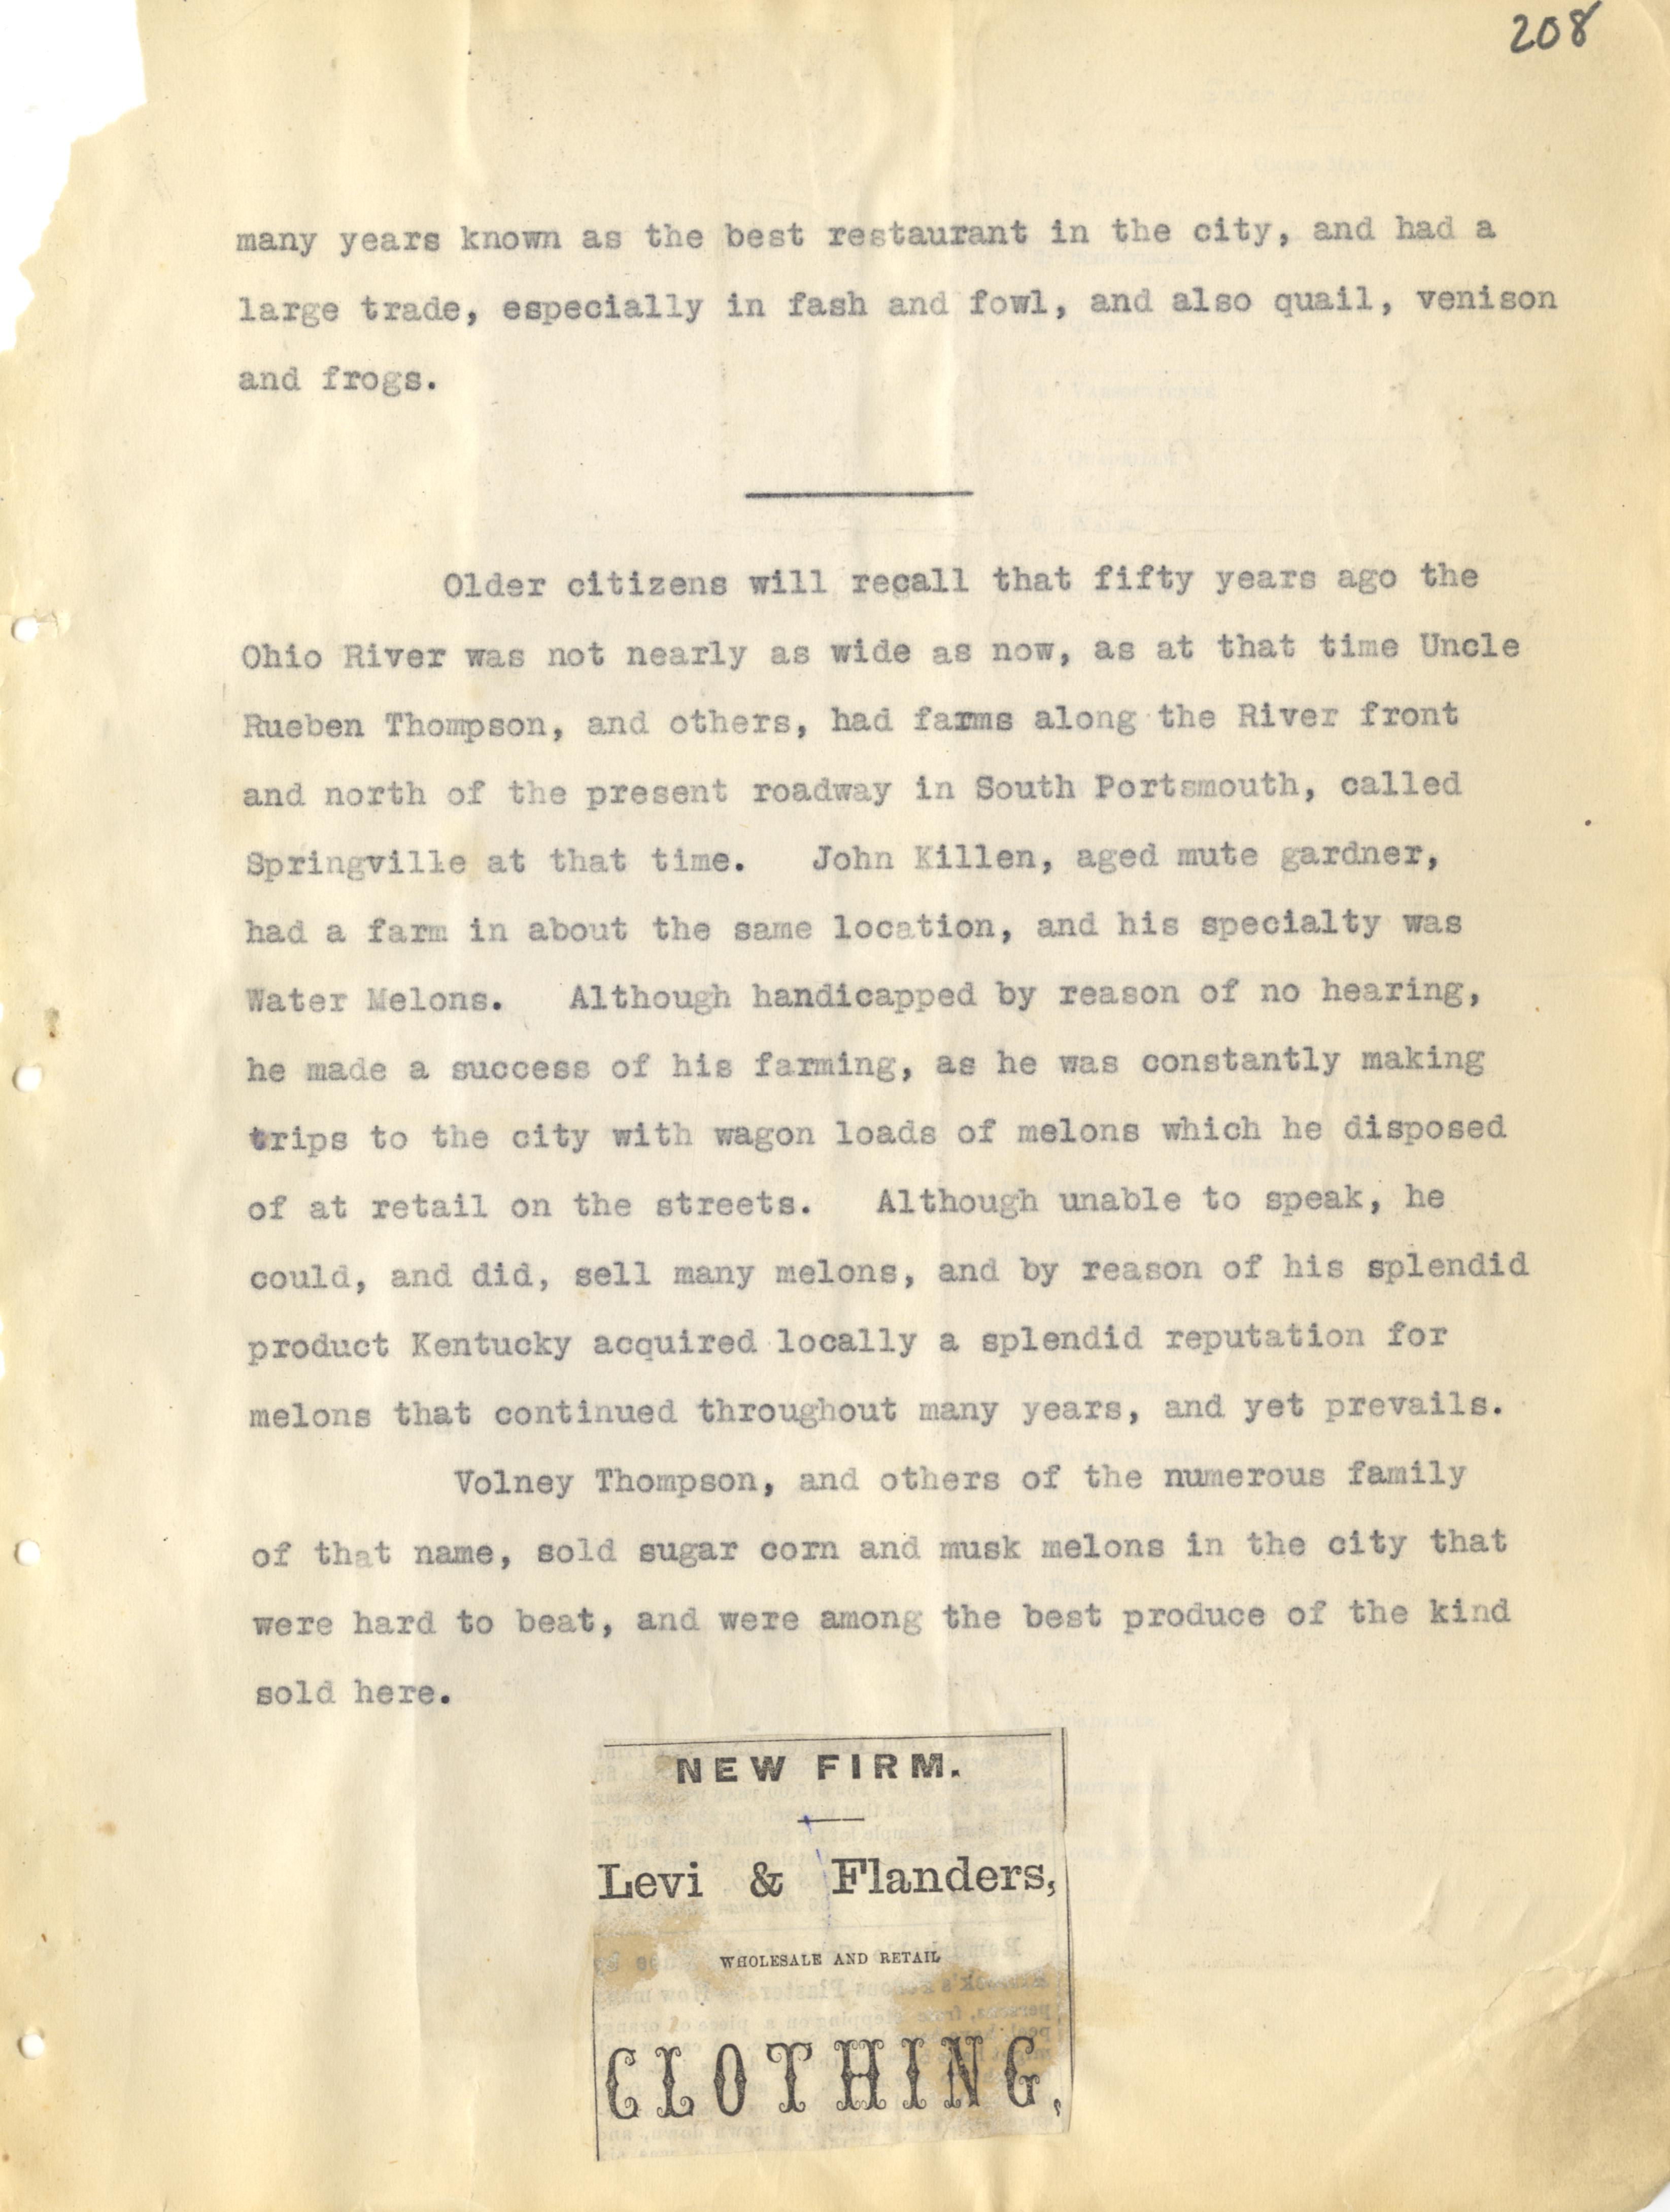 208
many years known as the best restaurant in the city, and had a
large trade, especially in fash and fowl, and also quail, venison
and frogs.
Older citizens will recall that fifty years ago the
Ohio River was not nearly as wide as now, as at that time Uncle
Rueben Thompson, and others, had farms along the River front
and north of the present roadway in South Portsmouth, called
Springville at that time. John Killen, aged mute gardner,
had a farm in about the same location, and his specialty was
Water Melons. Although handicapped by reason of no hearing,
he made a success of his farming, as he was constantly making
trips to the city with wagon loads of melons which he disposed
of at retail on the streets. Although unable to speak, he
could, and did, sell many melons, and by reason of his splendid
product Kentucky acquired locally a splendid reputation for
melons that continued throughout many years, and yet prevails.
Volney Thompson, and others of the numerous family
of that name, sold sugar corn and musk melons in the city that
were hard to beat, and were among the best produce of the kind
sold here.
NEW FIRM.
Levi & Flanders,
WHOLESALE AND RETAIL
CLOTHING,